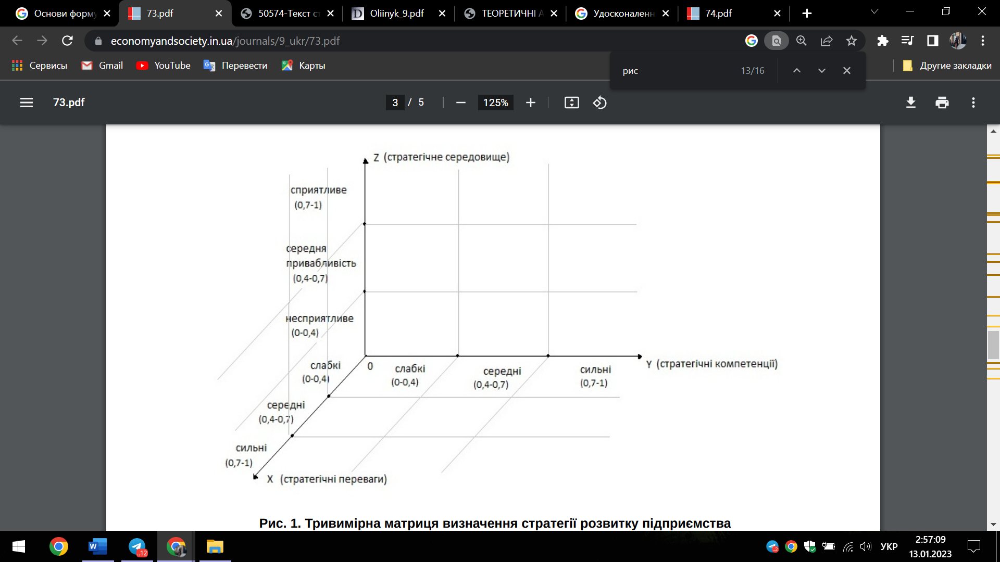 Основи форму
73.pdf
50574-Текст ст
Oliinyk_9.pdf
ТЕОРЕТИЧНІ А
Удосконаленн
74.pdf
economyandsociety.in.ua/journals/9_ukr/73.pdf
Сервисы
Gmail
YouTube
Перевести
Карты
Другие закладки
рис
13/16
73.pdf
3 / 5
125%
Z (стратегічне середовище)
сприятливе
(0,7-1)
середня
привабливість
(0,4-0,7)
несприятливе
(0-0,4)
слабкі
(0-0,4)
0
слабкі
(0-0,4)
середні
(0,4-0,7)
сильні
(0,7-1)
Y (стратегічні компетенції)
середні
(0,4-0,7)
сильні
(0,7-1)
X (стратегічні переваги)
Рис. 1. Тривимірна матриця визначення стратегії розвитку підприємства
W
..12
2
УКР
2:57:09
13.01.2023